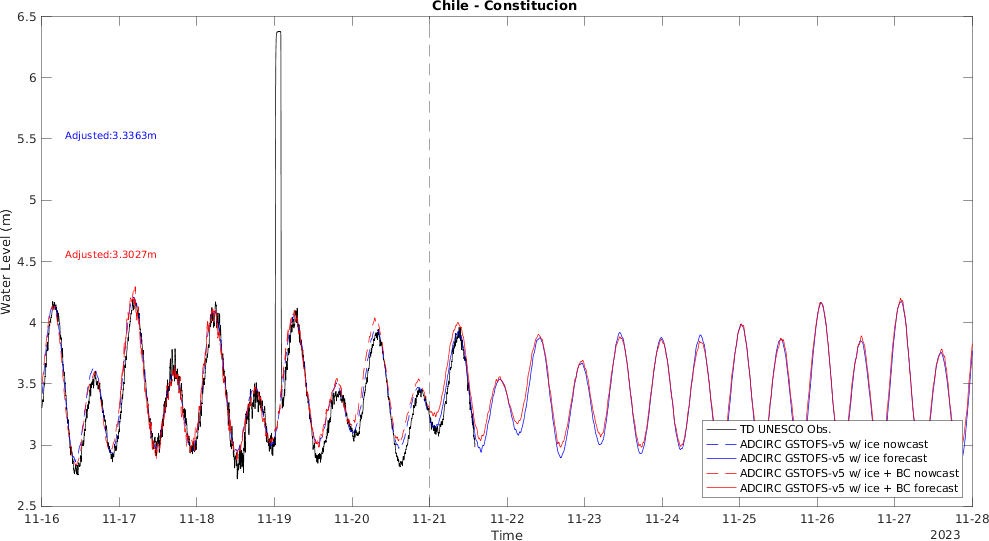 Chile - Constitucion
6.5
6
5.5
5
4.5
4
3.5
3
2.5
Water Level (m)
Adjusted:3.3363m
Adjusted:3.3027m
TD UNESCO Obs.
ADCIRC GSTOFS-v5 w/ ice nowcast
ADCIRC GSTOFS-v5 w/ ice forecast
ADCIRC GSTOFS-v5 w/ ice + BC nowcast
ADCIRC GSTOFS-v5 w/ ice + BC forecast
11-16 11-17 11-18 11-19 11-20 11-21 11-22 11-23 11-24 11-25 11-26 11-27 11-28
Time
2023